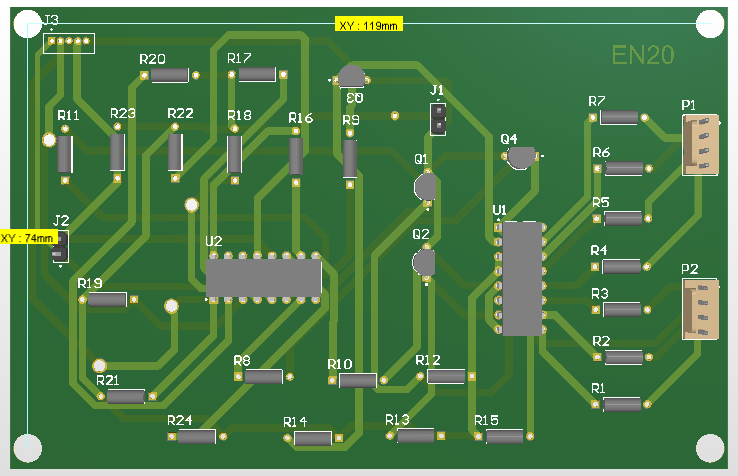 J3
XY : 119mm
EN20
R20
R17
Q3
J1
R7
P1
R11
R23
R22
R18
R16
R9
Q4
R6
Q1
R5
U1
J2
XY : 74mm
U2
Q2
R4
P2
R19
R3
R2
R8
R10
R12
R21
R1
R24
R14
R13
R15